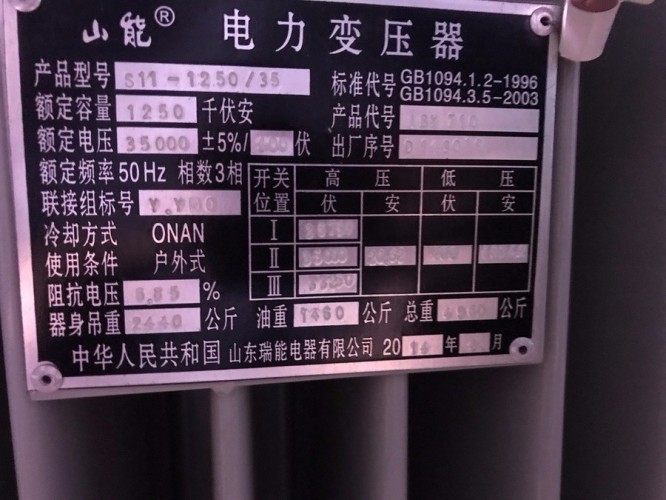 山能® 电力变压器
产品型号 S11-1250/35 标准代号 GB1094.1.2-1996
GB1094.3.5-2003
额定容量 1250 千伏安 产品代号
额定电压 35000 ±5%/ 伏 出厂序号
额定频率 50Hz 相数3相
联接组标号
冷却方式 ONAN
使用条件 户外式
阻抗电压 %
开关位置 高压 低压
伏 安 伏 安
I
II
III
器身吊重 2440 公斤 油重 1460 公斤 总重 公斤
中华人民共和国 山东瑞能电器有限公司 2014年 月